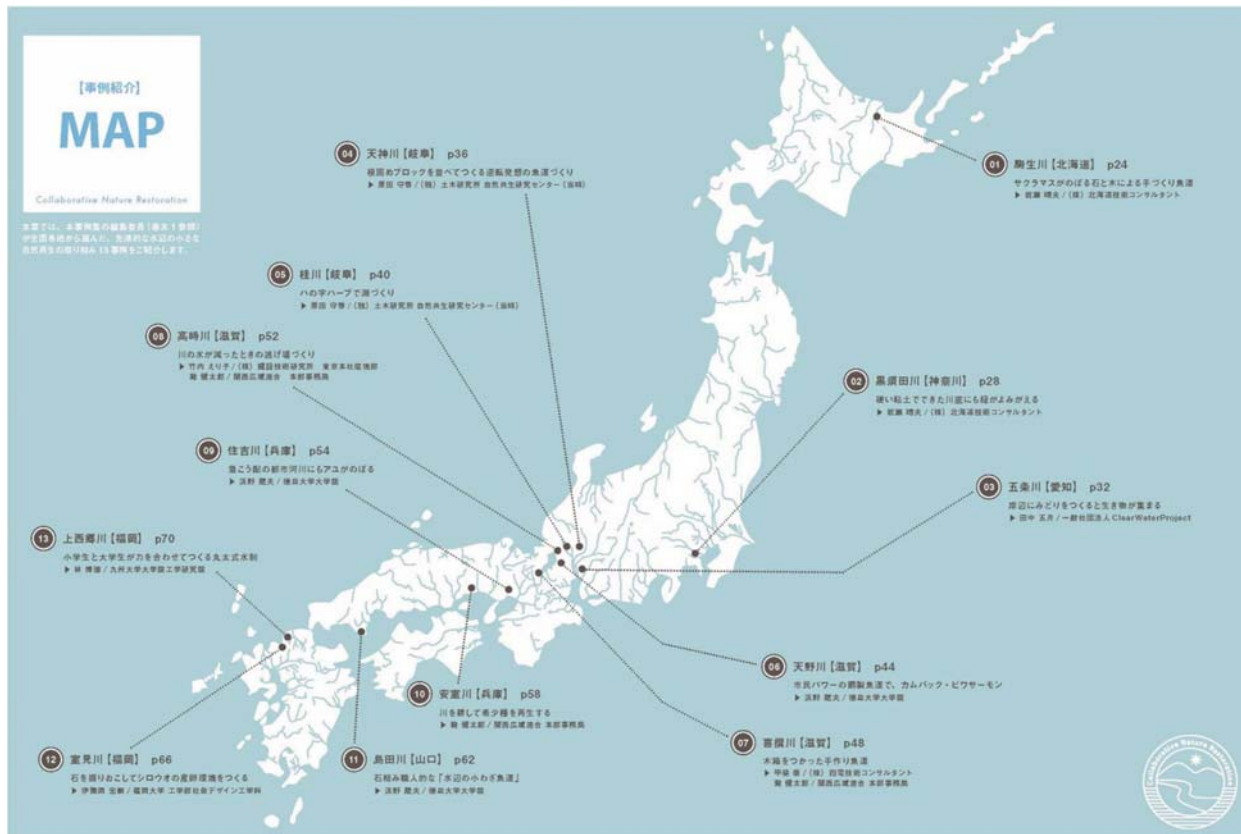 【事例紹介】
MAP
Collaborative Nature Restoration
04 天神川【岐阜】 p36
根固めブロックを並べてつくる逆転発想の魚道づくり
▶ 原田 守啓/(独)土木研究所 自然共生研究センター(当時)
01 駒生川【北海道】 p24
サクラマスがのぼる石と木による手づくり魚道
▶ 岩瀬 晴夫/(株)北海道技術コンサルタント
05 桂川【岐阜】 p40
ハの字ハーブで淵づくり
▶ 原田 守啓/(独)土木研究所 自然共生研究センター(当時)
08 高時川【滋賀】 p52
川の水が減ったときの逃げ場づくり
▶ 竹内 えり子/(株)建設技術研究所 東京本社環境部
健太郎/関西広域連合 本部事務局
02 黒須田川【神奈川】 p28
硬い粘土でできた川底にも緑がよみがえる
▶ 岩瀬 晴夫/(株)北海道技術コンサルタント
09 住吉川【兵庫】 p54
急こう配の都市河川にもアユがのぼる
▶ 浜野 龍夫/徳島大学大学院
03 五条川【愛知】 p32
岸辺にみどりをつくると生き物が集まる
▶ 田中 五月/一般社団法人ClearWaterProject
13 上西郷川【福岡】 p70
小学生と大学生が力を合わせてつくる丸太式水制
▶ 林 博徳/九州大学大学院工学研究院
06 天野川【滋賀】 p44
市民パワーの鋼製魚道で、カムバック・ビワサーモン
▶ 浜野 龍夫/徳島大学大学院
10 安室川【兵庫】 p58
川を耕して希少種を再生する
▶ 健太郎/関西広域連合 本部事務局
07 喜撰川【滋賀】 p48
木箱をつかった手作り魚道
▶ (株)四電技術コンサルタント
健太郎/関西広域連合 本部事務局
12 室見川【福岡】 p66
石を掘りおこしてシロウオの産卵環境をつくる
▶ 伊豫岡 宏樹/福岡大学 工学部社会デザイン工学科
11 島田川【山口】 p62
石組み職人的な「水辺の小わざ魚道」
▶ 浜野 龍夫/徳島大学大学院
Collaborative Nature Restoration